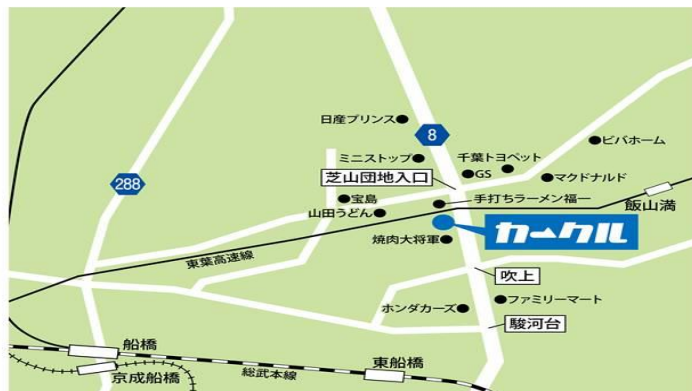 日産プリンス
8
ビバホーム
ミニストップ
千葉トヨペット
288
芝山団地入口
GS
マクドナルド
宝島
手打ちラーメン福一
飯山満
山田うどん
カークル
焼肉大将軍
東葉高速線
吹上
ホンダカーズ
ファミリーマート
駿河台
船橋
京成船橋
総武本線
東船橋